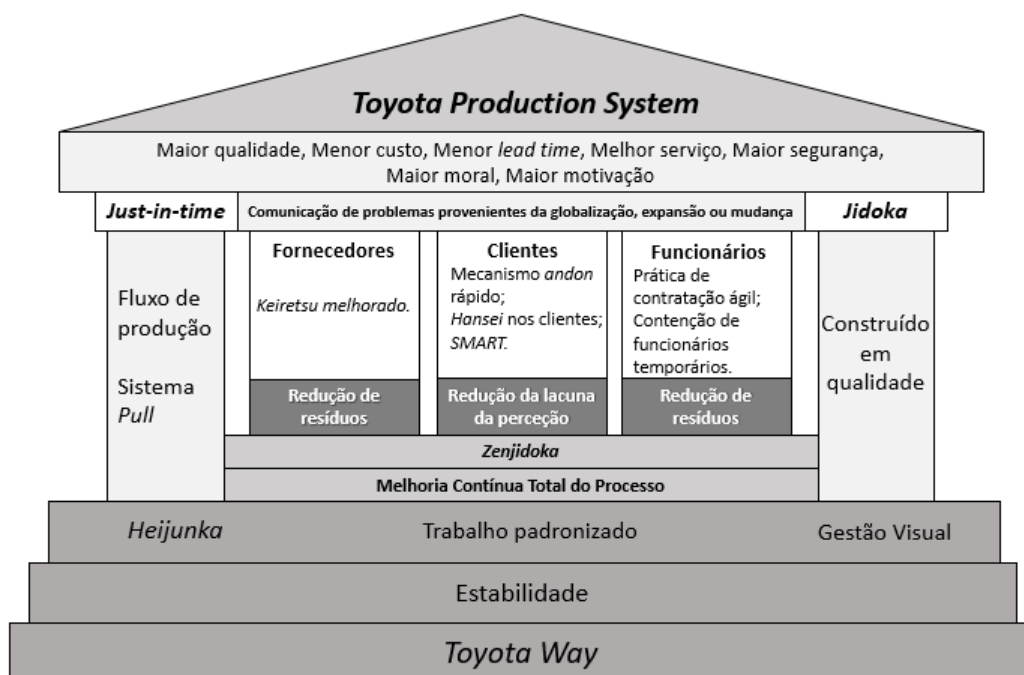 Toyota Production System
Maior qualidade, Menor custo, Menor lead time, Melhor serviço, Maior segurança,
Maior moral, Maior motivação
Just-in-time
Comunicação de problemas provenientes da globalização, expansão ou mudança
Jidoka
Fluxo de
produção
Sistema
Pull
Fornecedores
Keiretsu melhorado.
Redução de
resíduos
Clientes
Mecanismo andon
rápido;
Hansei nos clientes;
SMART.
Redução da lacuna
da perceção
Funcionários
Prática de
contratação ágil;
Contenção de
funcionários
temporários.
Redução de
resíduos
Construído
em
qualidade
Zenjidoka
Melhoria Contínua Total do Processo
Heijunka
Trabalho padronizado
Gestão Visual
Estabilidade
Toyota Way